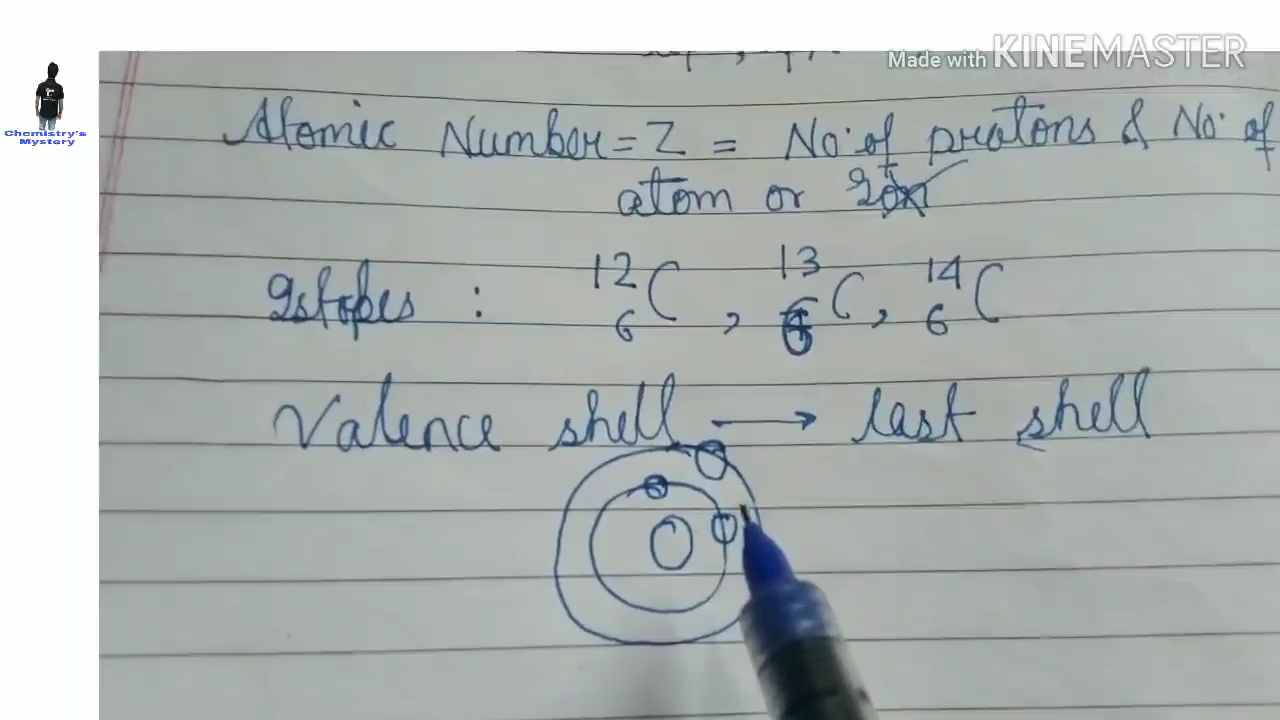 Made with KINEMASTER
Chemistry's
Mystery
Atomic Number = Z = No. of protons & No. of
atom or
Istopes : 12 6 C , 13 6 C , 14 6 C
Valence shell → last shell